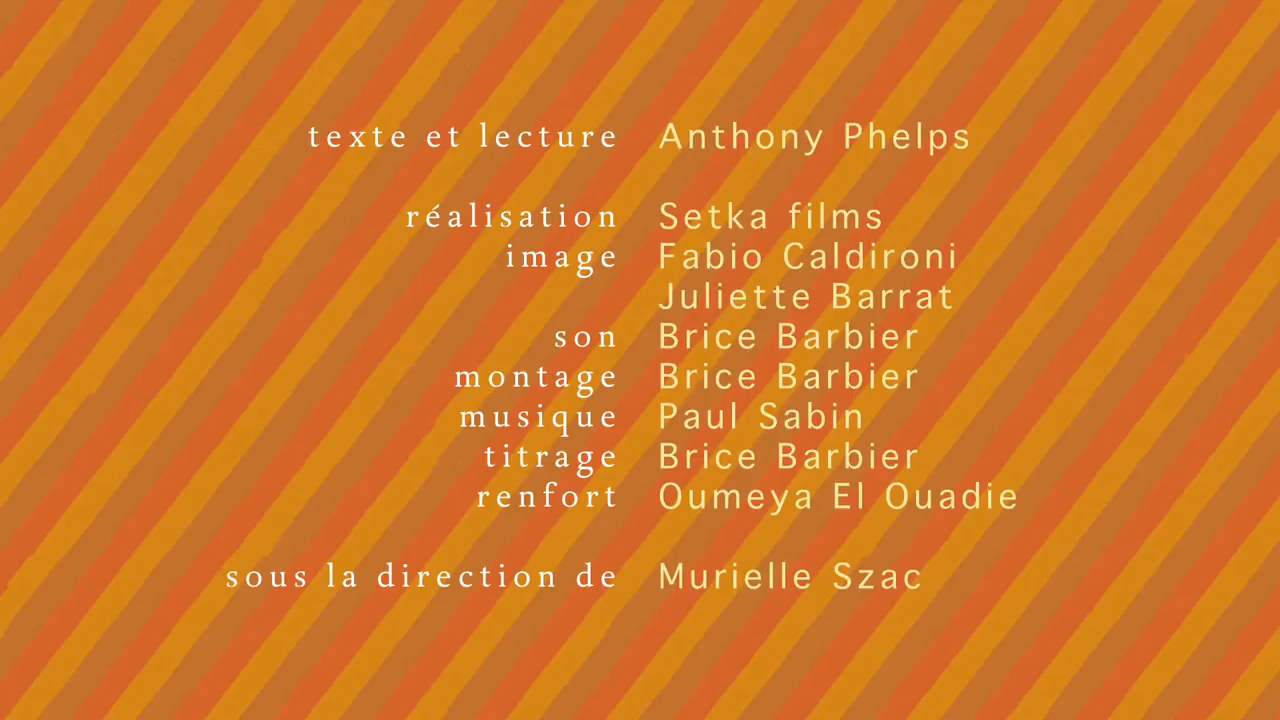 texte et lecture Anthony Phelps
réalisation Setka films
image Fabio Caldironi
Juliette Barrat
son Brice Barbier
montage Brice Barbier
musique Paul Sabin
titrage Brice Barbier
renfort Oumeya El Ouadie
sous la direction de Murielle Szac